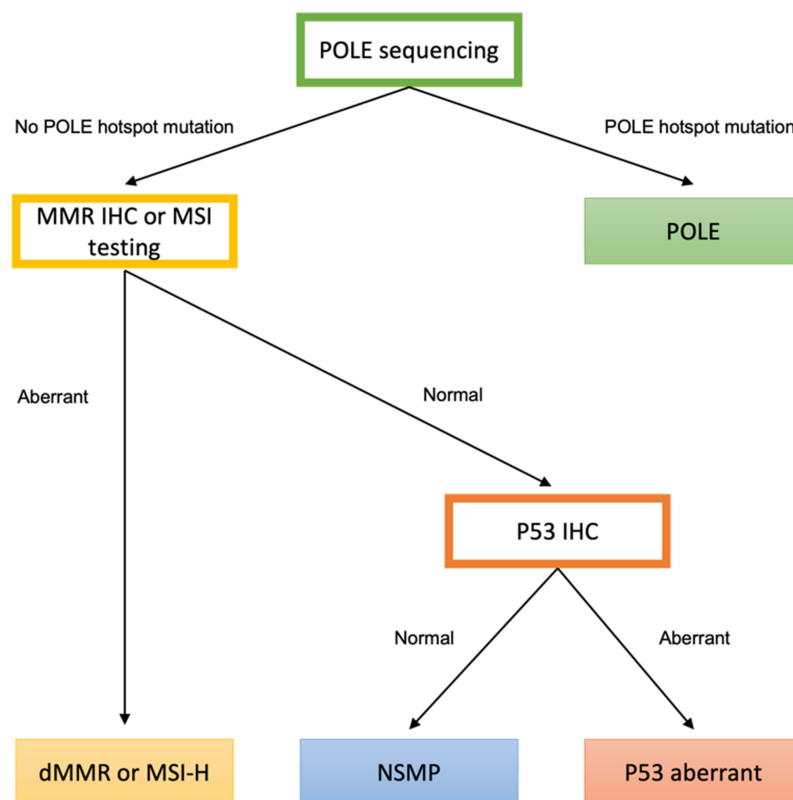 POLE sequencing
No POLE hotspot mutation
POLE hotspot mutation
MMR IHC or MSI
testing
POLE
Aberrant
Normal
P53 IHC
Normal
Aberrant
dMMR or MSI-H
NSMP
P53 aberrant